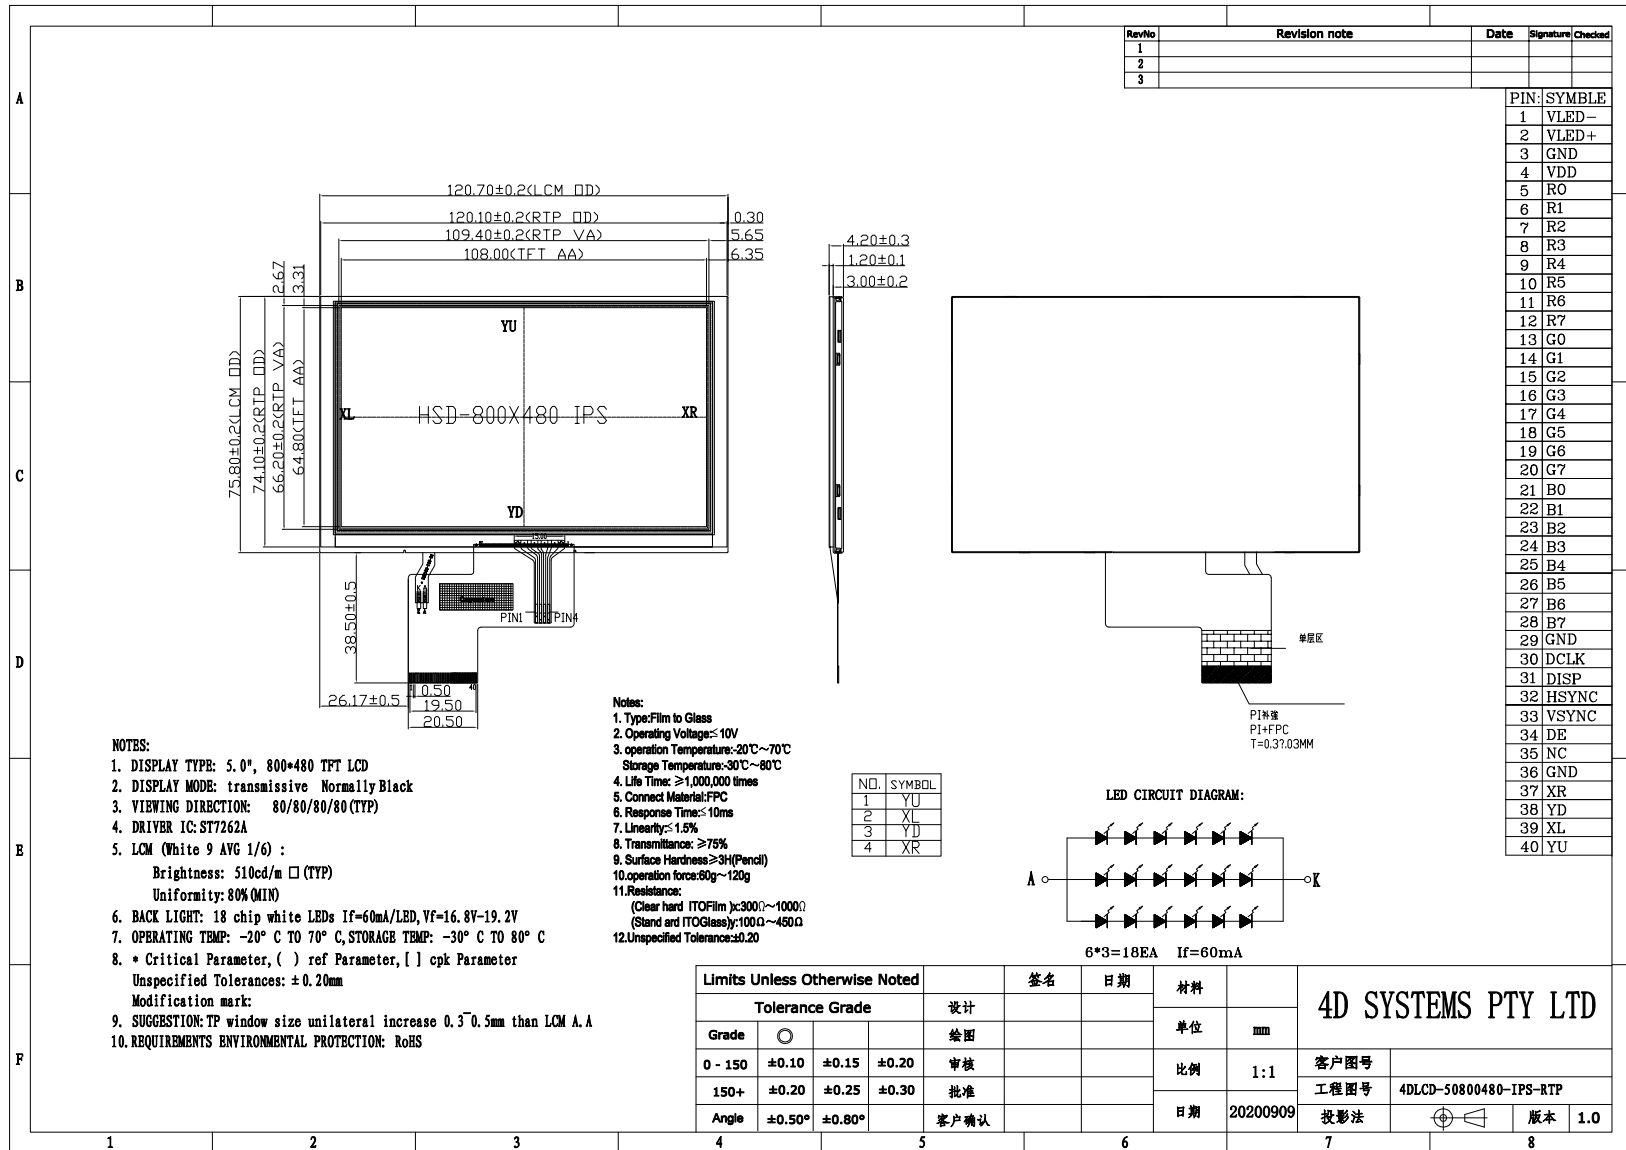 RevNo Revision note Date Signature Checked
1
2
3
PIN: SYMBLE
1 VLED-
2 VLED+
3 GND
4 VDD
5 R0
6 R1
7 R2
8 R3
9 R4
10 R5
11 R6
12 R7
13 G0
14 G1
15 G2
16 G3
17 G4
18 G5
19 G6
20 G7
21 B0
22 B1
23 B2
24 B3
25 B4
26 B5
27 B6
28 B7
29 GND
30 DCLK
31 DISP
32 HSYNC
33 VSYNC
34 DE
35 NC
36 GND
37 XR
38 YD
39 XL
40 YU
A
B
C
D
E
F
120.70±0.2(LCM OD)
120.10±0.2(RTP OD) 0.30
109.40±0.2(RTP VA) 5.65
108.00(TFT AA) 6.35
2.67
3.31
75.80±0.2(LCM OD)
74.10±0.2(RTP OD)
66.20±0.2(RTP VA)
64.80(TFT AA)
YU
XL
HSD-800X480 IPS
XR
YD
15.00
PIN1
PIN4
38.50±0.5
1
40
0.50
26.17±0.5
19.50
20.50
4.20±0.3
1.20±0.1
3.00±0.2
单层区
PI补强
PI+FPC
T=0.3?.03MM
NOTES:
1. DISPLAY TYPE: 5.0", 800*480 TFT LCD
2. DISPLAY MODE: transmissive Normally Black
3. VIEWING DIRECTION: 80/80/80/80(TYP)
4. DRIVER IC:ST7262A
5. LCM (White 9 AVG 1/6) :
Brightness: 510cd/m □(TYP)
Uniformity:80%(MIN)
6. BACK LIGHT: 18 chip white LEDs If=60mA/LED,Vf=16.8V-19.2V
7. OPERATING TEMP: -20° C TO 70° C,STORAGE TEMP: -30° C TO 80° C
8. * Critical Parameter,( ) ref Parameter,[ ] cpk Parameter
Unspecified Tolerances: ±0.20mm
Modification mark:
9. SUGGESTION:TP window size unilateral increase 0.3~0.5mm than LCM A.A
10.REQUIREMENTS ENVIRONMENTAL PROTECTION: RoHS
Notes:
1. Type:Film to Glass
2. Operating Voltage:≤10V
3. operation Temperature:-20℃～70℃
Storage Temperature:-30℃～80℃
4. Life Time: ≥1,000,000 times
5. Connect Material:FPC
6. Response Time:≤10ms
7. Linearity:≤1.5%
8. Transmittance: ≥75%
9. Surface Hardness≥3H(Pencil)
10.operation force:60g～120g
11.Resistance:
(Clear hard ITOFilm )x:300Ω～1000Ω
(Stand ard ITOGlass)y:100Ω～450Ω
12.Unspecified Tolerance:±0.20
NO. SYMBOL
1 YU
2 XL
3 YD
4 XR
LED CIRCUIT DIAGRAM:
A
K
6*3=18EA If=60mA
Limits Unless Otherwise Noted
Tolerance Grade
Grade ◎
0 - 150 ±0.10 ±0.15 ±0.20
150+ ±0.20 ±0.25 ±0.30
Angle ±0.50° ±0.80°
签名 日期
设计
绘图
审核
批准
客户确认
材料
单位 mm
比例 1:1
日期 20200909
4D SYSTEMS PTY LTD
客户图号
工程图号 4DLCD-50800480-IPS-RTP
投影法 版本 1.0
1 2 3 4 5 6 7 8